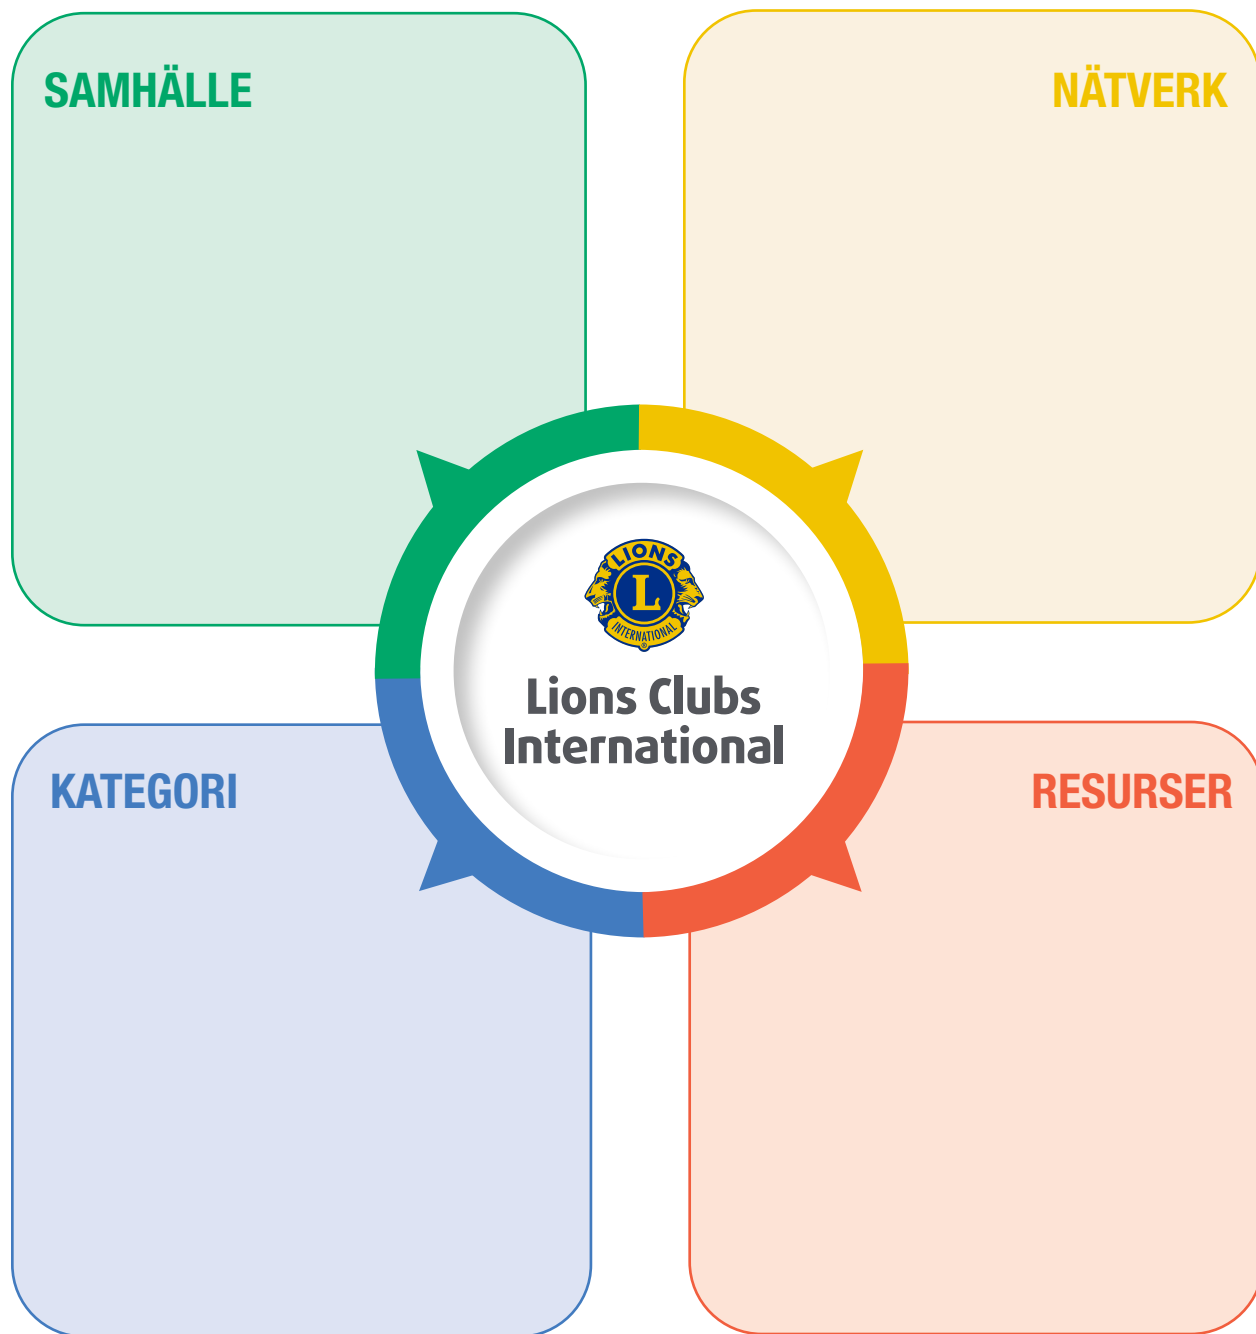 SAMHÄLLE
NÄTVERK
LIONS
L
INTERNATIONAL
®
Lions Clubs
International
KATEGORI
RESURSER